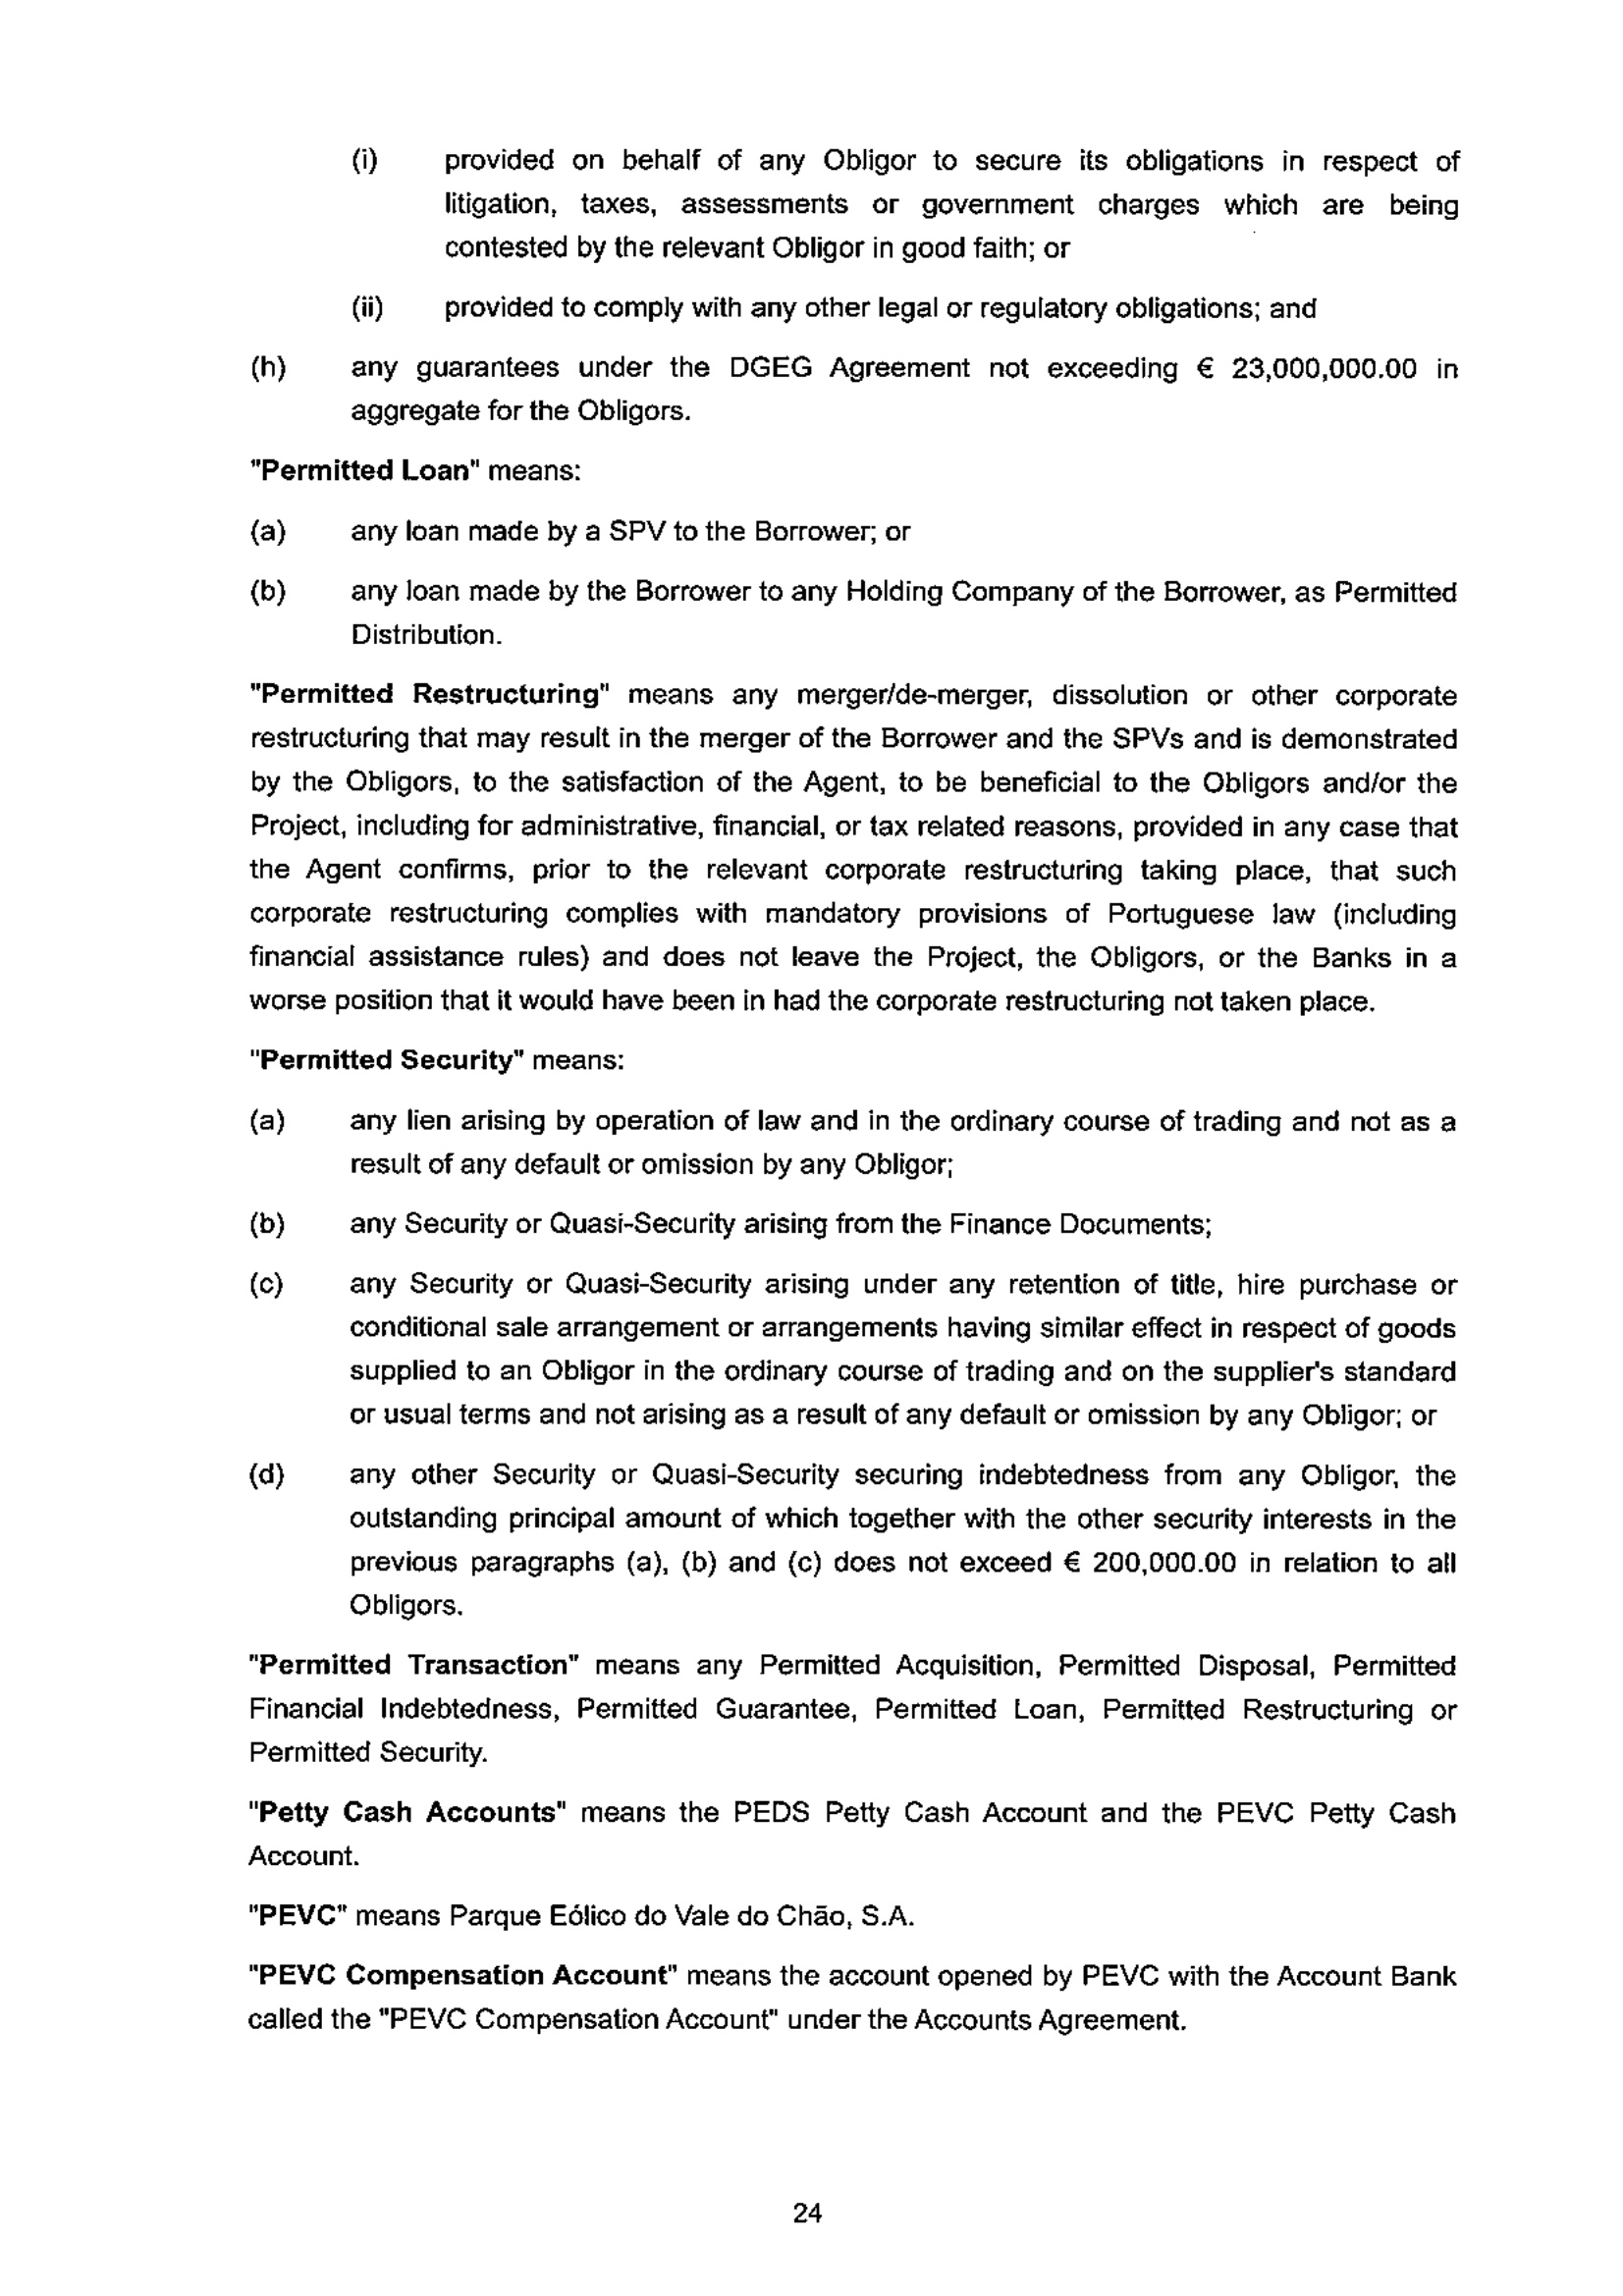 (i) provided on behalf of any Obligor to secure its obligations in respect of
litigation, taxes, assessments or government charges which are being
contested by the relevant Obligor in good faith; or
(ii) provided to comply with any other legal or regulatory obligations; and
(h) any guarantees under the DGEG Agreement not exceeding € 23,000,000.00 in
aggregate for the Obligors.
"Permitted Loan" means:
(a) any loan made by a SPV to the Borrower; or
(b) any loan made by the Borrower to any Holding Company of the Borrower, as Permitted
Distribution.
"Permitted Restructuring" means any merger/de-merger, dissolution or other corporate
restructuring that may result in the merger of the Borrower and the SPVs and is demonstrated
by the Obligors, to the satisfaction of the Agent, to be beneficial to the Obligors and/or the
Project, including for administrative, financial, or tax related reasons, provided in any case that
the Agent confirms, prior to the relevant corporate restructuring taking place, that such
corporate restructuring complies with mandatory provisions of Portuguese law (including
financial assistance rules) and does not leave the Project, the Obligors, or the Banks in a
worse position that it would have been in had the corporate restructuring not taken place.
"Permitted Security" means:
(a) any lien arising by operation of law and in the ordinary course of trading and not as a
result of any default or omission by any Obligor;
(b) any Security or Quasi-Security arising from the Finance Documents;
(c) any Security or Quasi-Security arising under any retention of title, hire purchase or
conditional sale arrangement or arrangements having similar effect in respect of goods
supplied to an Obligor in the ordinary course of trading and on the supplier's standard
or usual terms and not arising as a result of any default or omission by any Obligor; or
(d) any other Security or Quasi-Security securing indebtedness from any Obligor, the
outstanding principal amount of which together with the other security interests in the
previous paragraphs (a), (b) and (c) does not exceed € 200,000.00 in relation to all
Obligors.
"Permitted Transaction" means any Permitted Acquisition, Permitted Disposal, Permitted
Financial Indebtedness, Permitted Guarantee, Permitted Loan, Permitted Restructuring or
Permitted Security.
"Petty Cash Accounts" means the PEDS Petty Cash Account and the PEVC Petty Cash
Account.
"PEVC" means Parque Eólico do Vale do Chão, S.A.
"PEVC Compensation Account" means the account opened by PEVC with the Account Bank
called the "PEVC Compensation Account" under the Accounts Agreement.
24